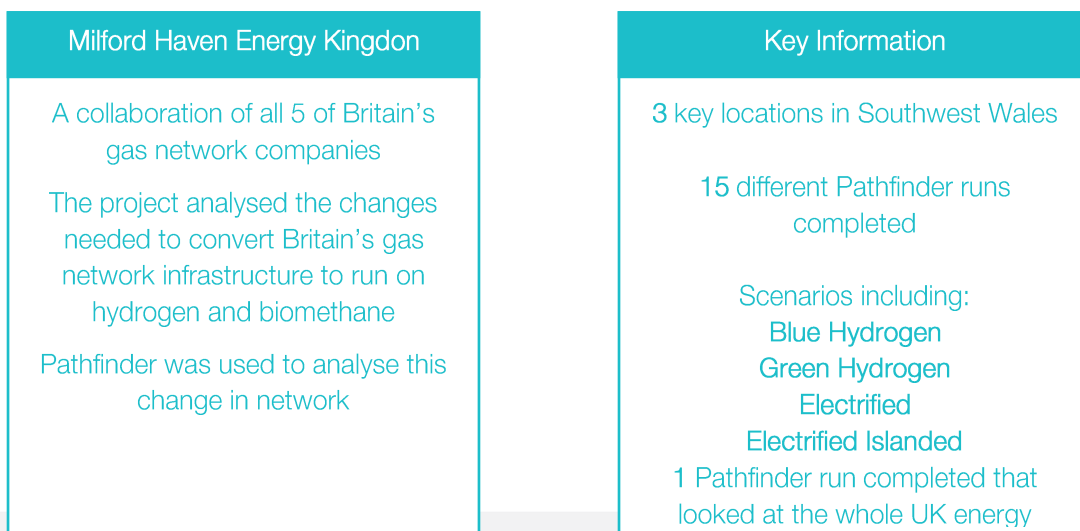 Milford Haven Energy Kingdon
A collaboration of all 5 of Britain's
gas network companies
The project analysed the changes
needed to convert Britain's gas
network infrastructure to run on
hydrogen and biomethane
Pathfinder was used to analyse this
change in network
Key Information
3 key locations in Southwest Wales
15 different Pathfinder runs
completed
Scenarios including:
Blue Hydrogen
Green Hydrogen
Electrified
Electrified Islanded
1 Pathfinder run completed that
looked at the whole UK energy